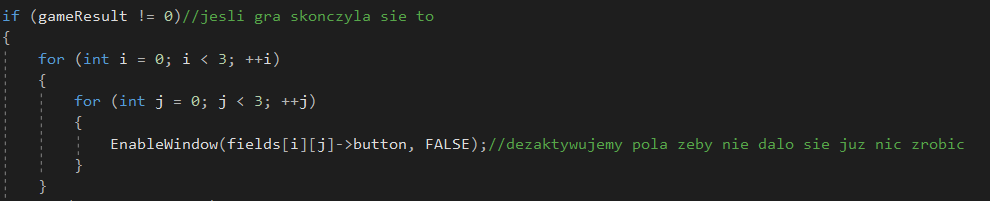 if (gameResult != 0)//jesli gra skonczyla sie to
{
for (int i = 0; i < 3; ++i)
{
for (int j = 0; j < 3; ++j)
{
EnableWindow(fields[i][j]->button, FALSE);//dezaktywujemy pola zeby nie dalo sie juz nic zrobic
}
}